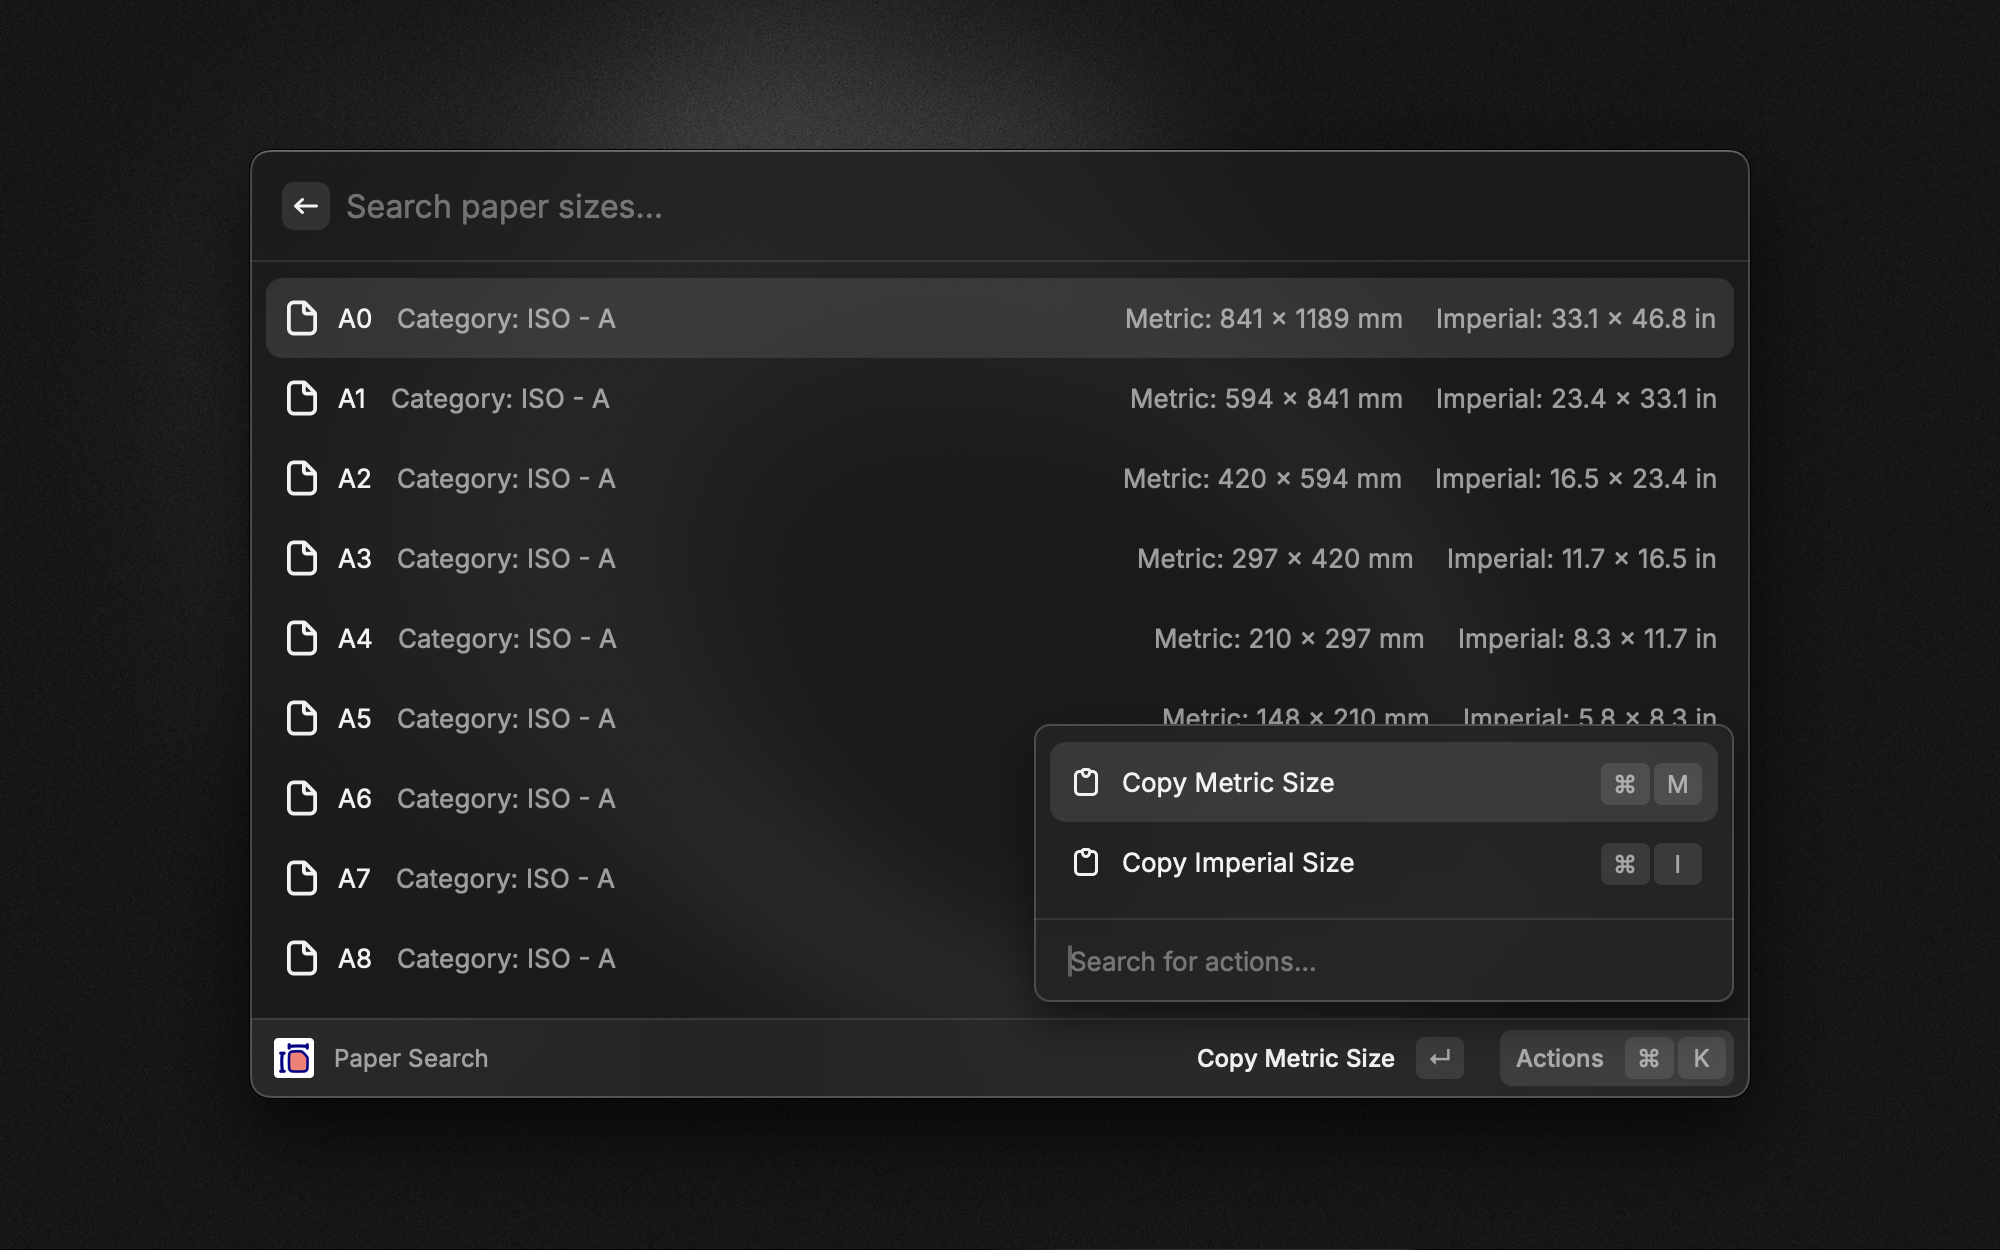 Search paper sizes...
A0 Category: ISO - A Metric: 841 × 1189 mm Imperial: 33.1 × 46.8 in
A1 Category: ISO - A Metric: 594 × 841 mm Imperial: 23.4 × 33.1 in
A2 Category: ISO - A Metric: 420 × 594 mm Imperial: 16.5 × 23.4 in
A3 Category: ISO - A Metric: 297 × 420 mm Imperial: 11.7 × 16.5 in
A4 Category: ISO - A Metric: 210 × 297 mm Imperial: 8.3 × 11.7 in
A5 Category: ISO - A Metric: 148 × 210 mm Imperial: 5.8 × 8.3 in
A6 Category: ISO - A
A7 Category: ISO - A
A8 Category: ISO - A
Copy Metric Size ⌘ M
Copy Imperial Size ⌘ I
Search for actions...
Paper Search Copy Metric Size ↵ Actions ⌘ K